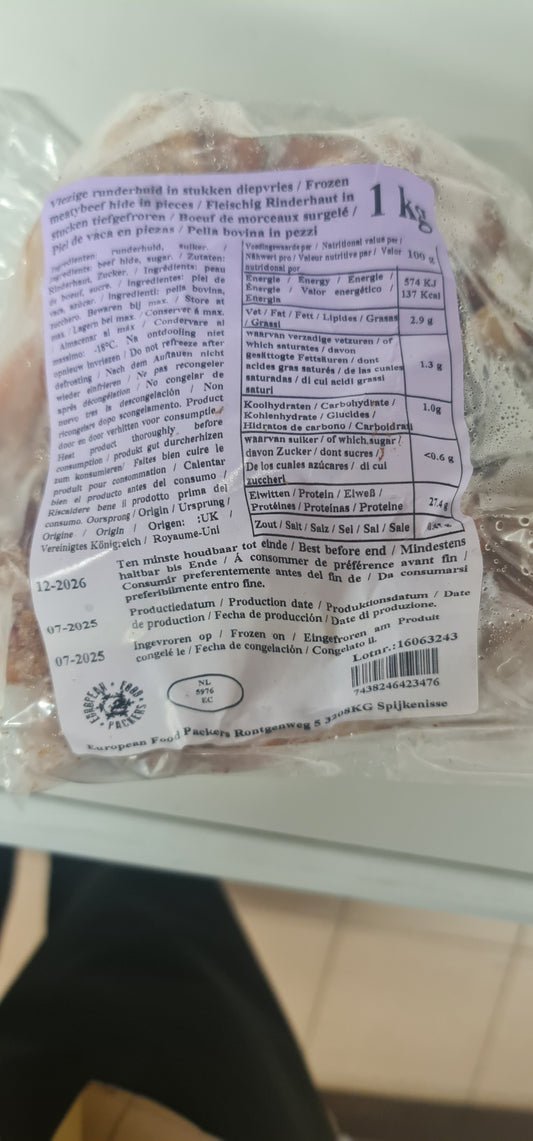 Vlezige runderhuid in stukken diepvries / Frozen
meatybeef hide in pieces / Fleischig Rinderhaut in
stucken tiefgefroren / Boeuf de morceaux surgelé /
Piel de vaca en piezas / Pella bovina in pezzi
1 kg
Ingredienten: runderhuid, suiker. /
Ingredients: beef hide, sugar. / Zutaten:
Rinderhaut, Zucker. / Ingrédients: peau
de boeuf, sucre. / Ingredientes: piel de
vaca, azúcar. / Ingredienti: pella bovina,
zucchero. Bewaren bij max. / Store at
max. / Lagern bei max. / Conserver à max.
/ Almacenar al máx / Condervare al
massimo: -18°C. Na ontdooling niet
opnieuw invriezen / Do not refreeze after
defrosting / Nach dem Auftauen nicht
wieder einfrieren / Ne pas recongeler
après décongélation / No congelar de
nuevo tras la descongelación / Non
ricongelare dopo scongelamento. Product
door en door verhitten voor consumptie /
Heat product thoroughly before
consumption / produkt gut durcherhizen
zum konsumieren / Faites bien cuire le
produit pour consommation / Calentar
bien el producto antes del consumo /
Riscaldere bene il prodotto prima del
consumo. Oorsprong / Origin / Ursprung /
Origine / Origin / Origen: :UK /
Vereinigtes Königreich / Royaume-Uni
Voedingswaarde per / Natritional value per /
Nähwert pro / Valeur nutritive par / Valor
nutridonal por
100 g
Energie / Energy / Energie /
Énergie / Valor energético /
Energia
574 KJ
137 Kcal
Vet / Fat / Fett / Lipides / Grasas
/ Grassi
2.9 g
waarvan verzadige vetzuren / of
which saturates / davon
gesättogte Fettsäuren / dont
acides gras saturés / de las cuales
saturadas / di cui acidi grassi
saturi
1.3 g
Koolhydraten / Carbohydrate /
Kohlenhydrate / Glucides /
Hidratos de carbono / Carboidrati
1.0g
waarvan suiker / of which.sugar /
davon Zucker / dont sucres /
De los cuales azúcares / di cui
zuccheri
<0.6 g
Eiwitten / Protein / Eiweß /
Protéines / Proteínas / Proteine
27.4 g
Zout / Salt / Salz / Sel / Sal / Sale
12-2026
Ten minste houdbaar tot einde / Best before end / Mindestens
haltbar bis Ende / À consommer de préférence avant fin /
Consumir preferentemente antes del fin de / Da consumarsi
preferibilmente entro fine.
07-2025
Productiedatum / Production date / Produktionsdatum / Date
de production / Fecha de producción / Date di produzione.
07-2025
Ingevroren op / Frozen on / Eingefroren am Produit
congelé le / Fecha de congelación / Congelato il.
Lotnr.:16063243
7438246423476
EUROPEAN FOOD PACKERS
NL
5976
EC
European Food Packers Rontgenweg 5 3208KG Spijkenisse